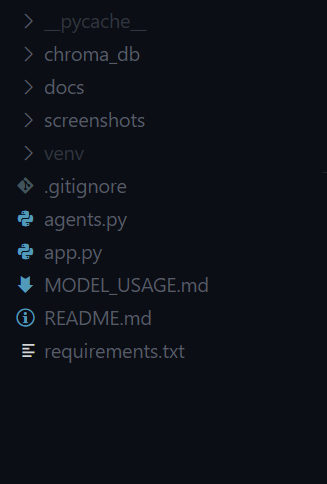 __pycache__
chroma_db
docs
screenshots
venv
.gitignore
agents.py
app.py
MODEL_USAGE.md
README.md
requirements.txt